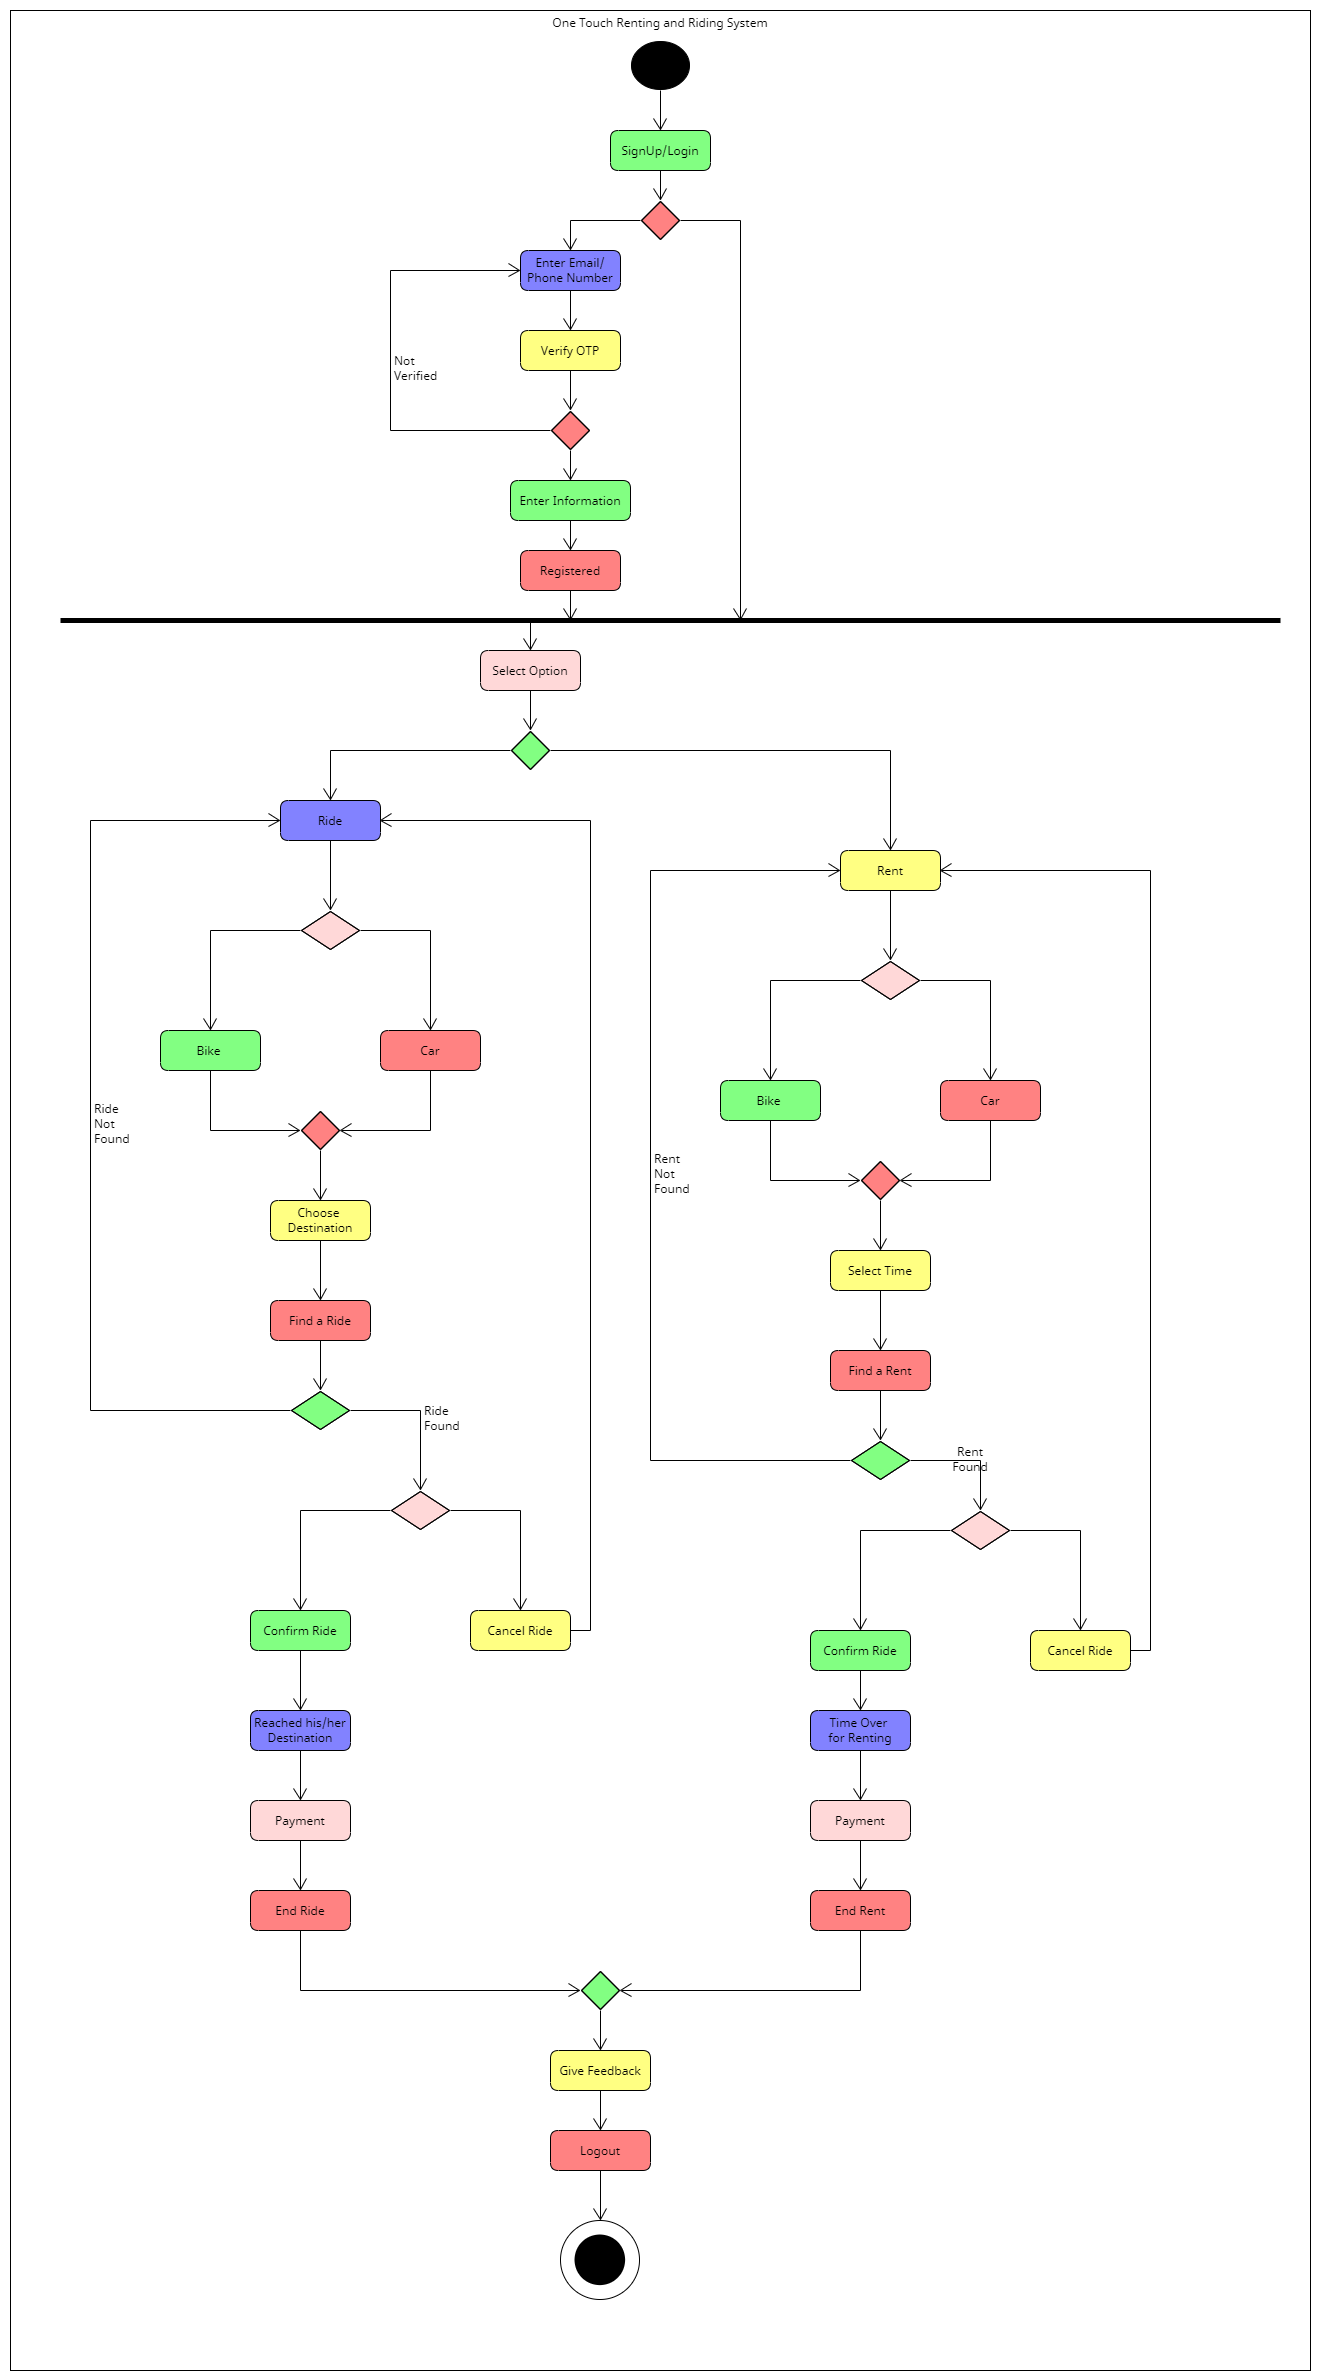 One Touch Renting and Riding System
SignUp/Login
Enter Email/
Phone Number
Verify OTP
Not
Verified
Enter Information
Registered
Select Option
Ride
Rent
Bike
Car
Bike
Car
Ride
Not
Found
Rent
Not
Found
Choose
Destination
Select Time
Find a Ride
Find a Rent
Ride
Found
Rent
Found
Confirm Ride
Cancel Ride
Confirm Ride
Cancel Ride
Reached his/her
Destination
Time Over
for Renting
Payment
Payment
End Ride
End Rent
Give Feedback
Logout